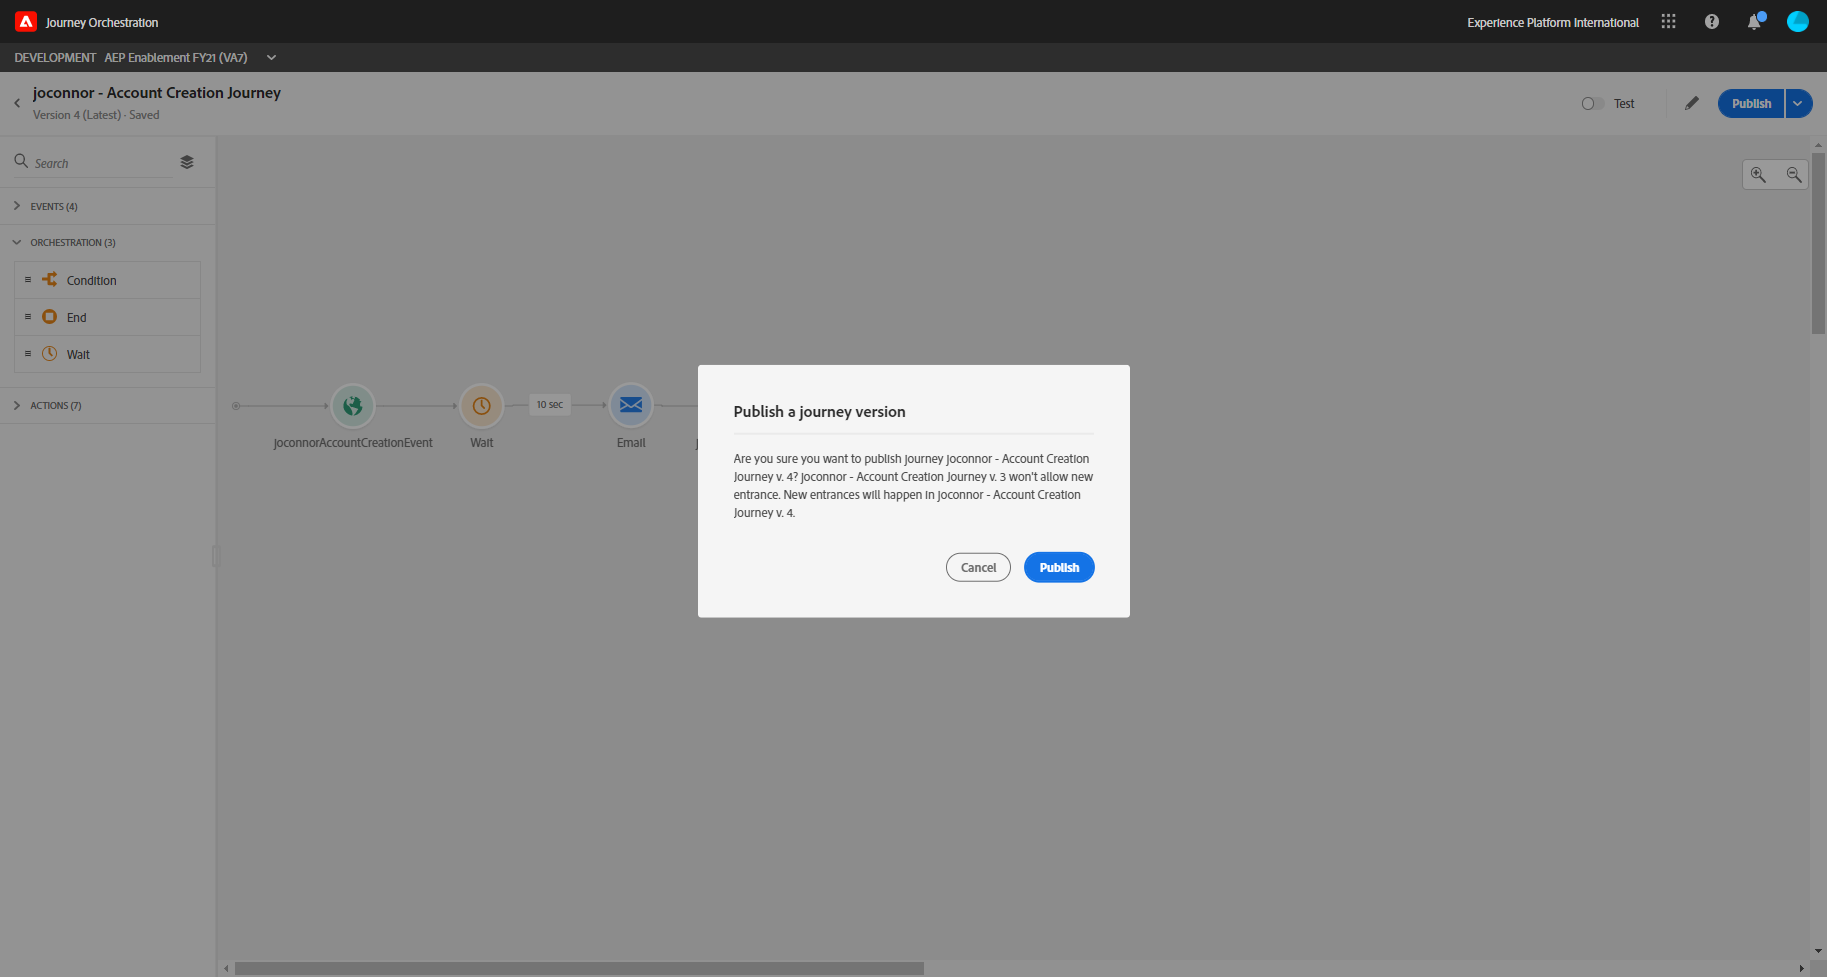 Journey Orchestration
Experience Platform International
DEVELOPMENT AEP Enablement FY21 (VA7)
joconnor - Account Creation Journey
Version 4 (Latest) · Saved
Test
Publish
Search
EVENTS (4)
ORCHESTRATION (3)
Condition
End
Wait
ACTIONS (7)
10 sec
joconnorAccountCreationEvent
Wait
Email
Publish a journey version
Are you sure you want to publish journey joconnor - Account Creation
Journey v. 4? joconnor - Account Creation Journey v. 3 won't allow new
entrance. New entrances will happen in joconnor - Account Creation
Journey v. 4.
Cancel
Publish